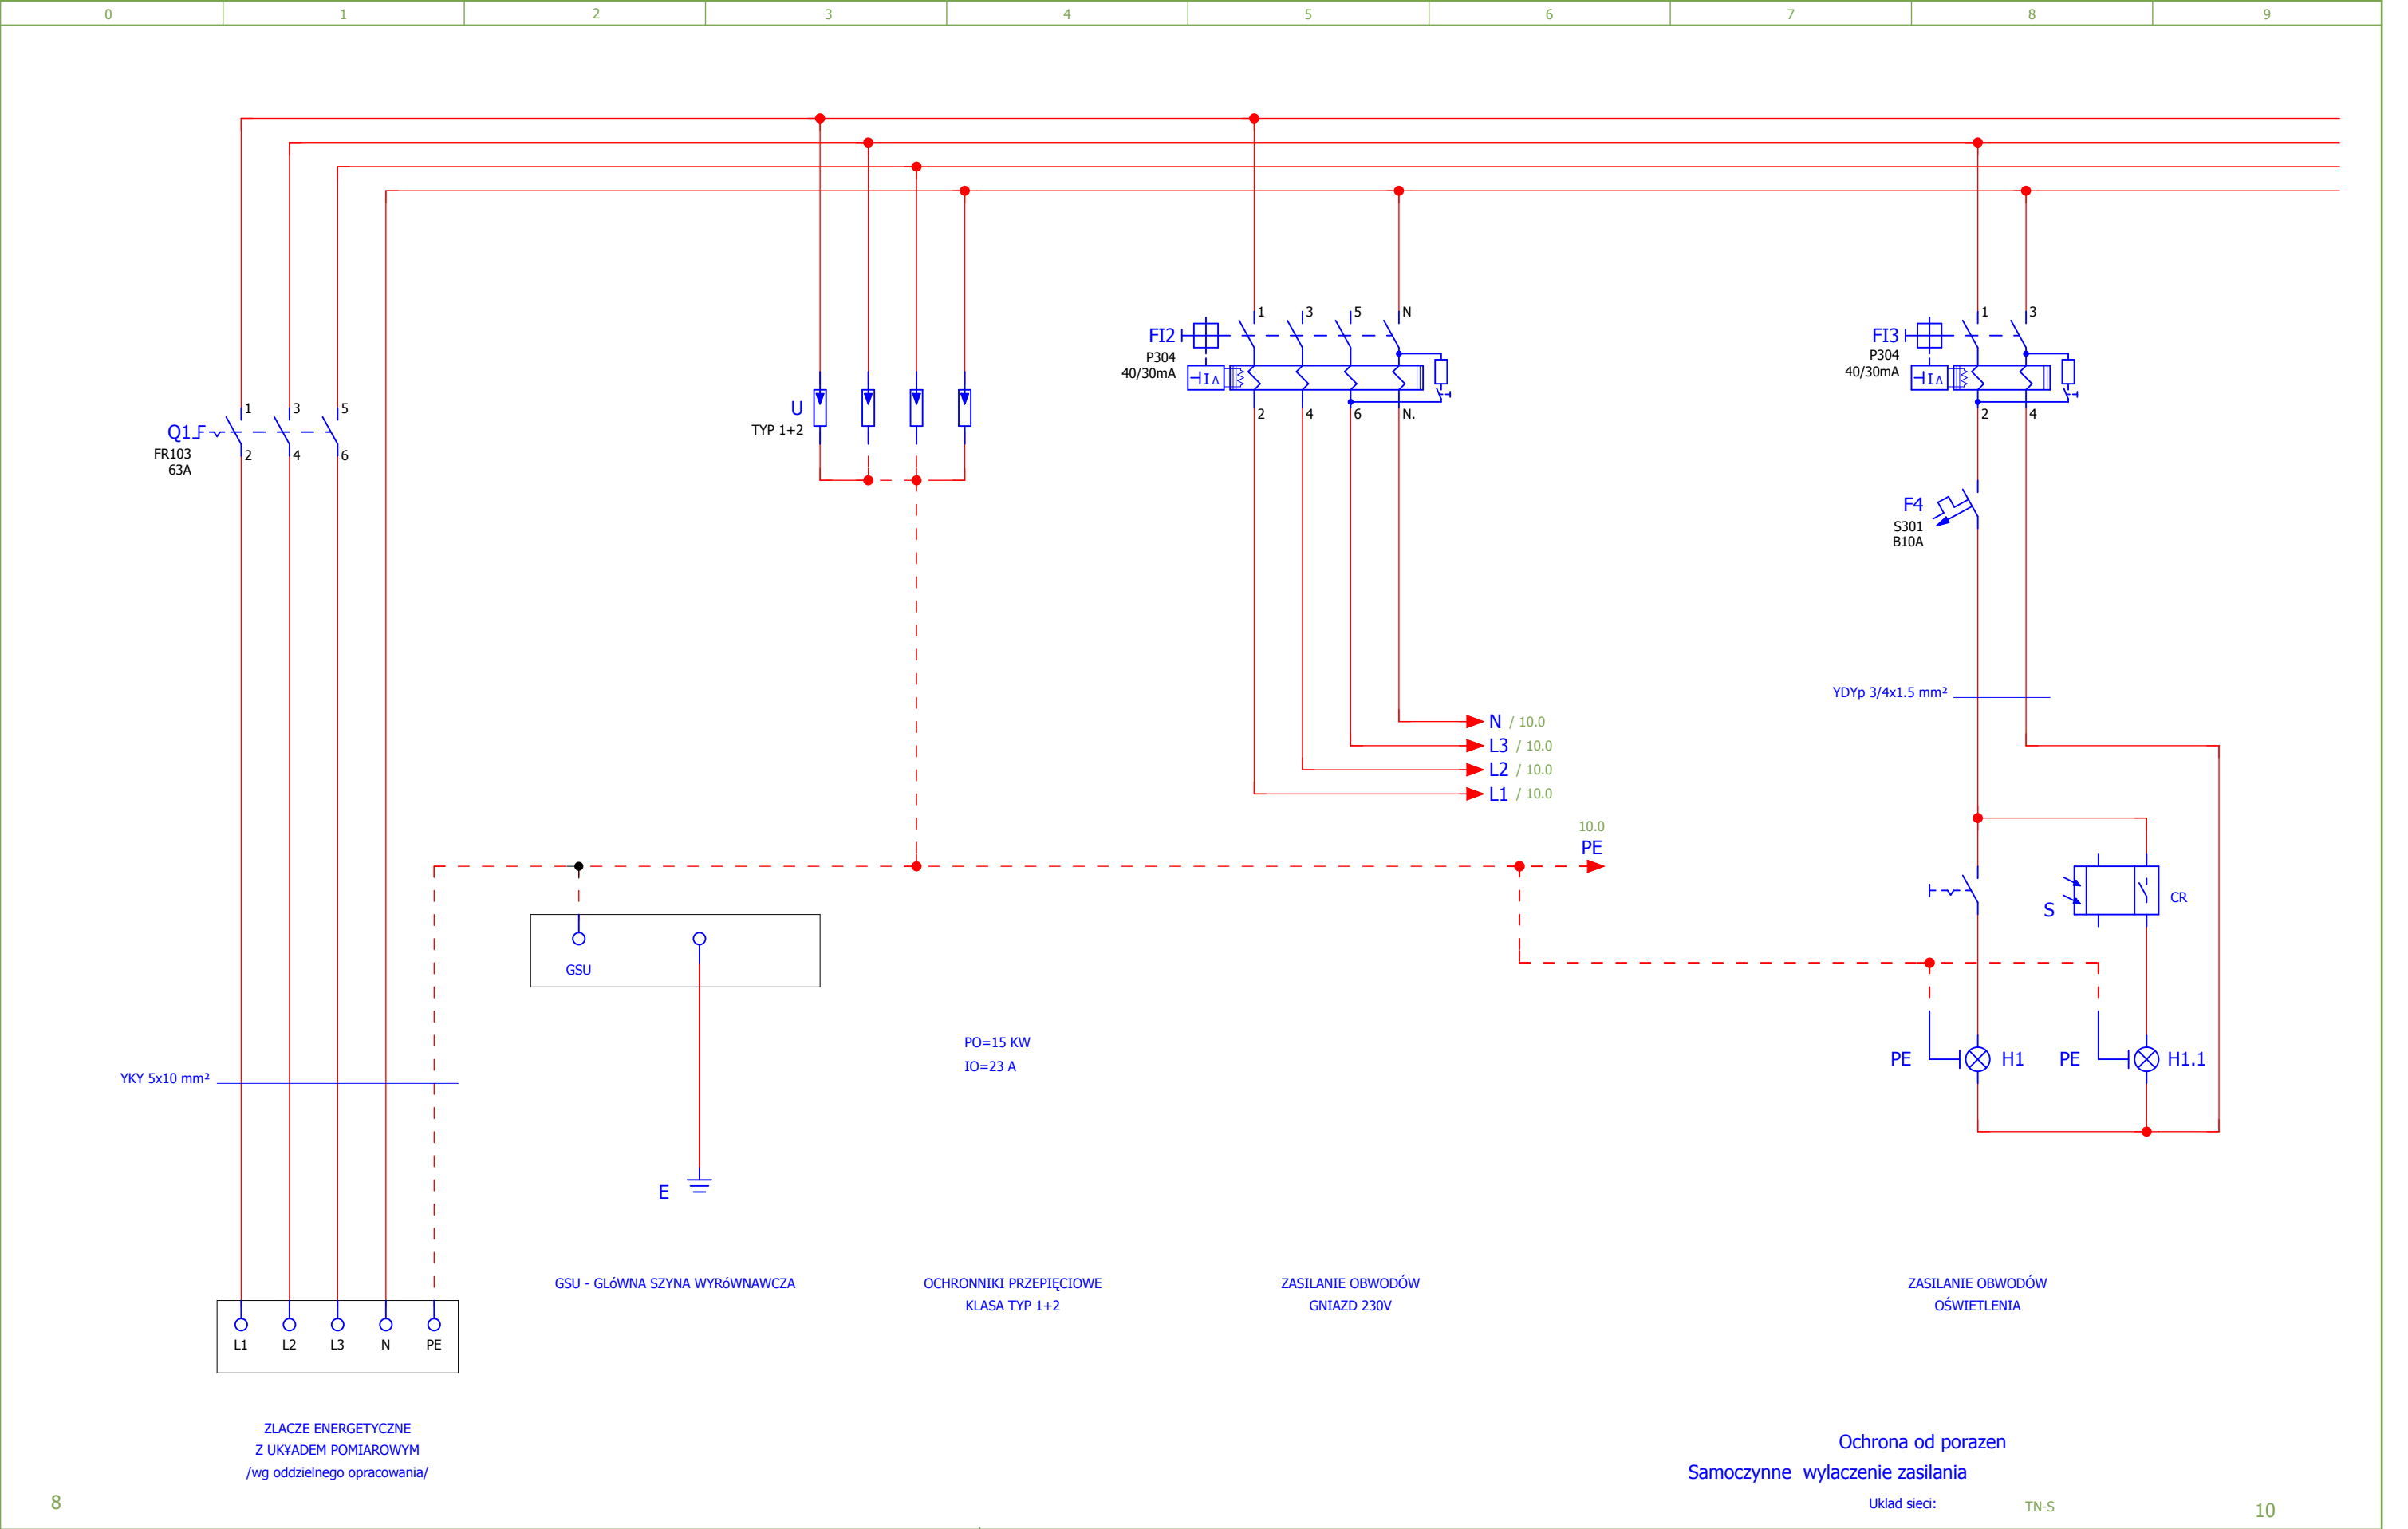 0 1 2 3 4 5 6 7 8 9
FI2
P304
40/30mA
1 3 5 N
2 4 6 N.
FI3
P304
40/30mA
1 3
2 4
Q1
FR103
63A
1 3 5
2 4 6
U
TYP 1+2
F4
S301
B10A
YDYp 3/4x1.5 mm²
N / 10.0
L3 / 10.0
L2 / 10.0
L1 / 10.0
10.0
PE
S
CR
GSU
PO=15 KW
IO=23 A
PE H1 PE H1.1
YKY 5x10 mm²
E
GSU - GLóWNA SZYNA WYRóWNAWCZA
OCHRONNIKI PRZEPIĘCIOWE
KLASA TYP 1+2
ZASILANIE OBWODÓW
GNIAZD 230V
ZASILANIE OBWODÓW
OŚWIETLENIA
L1 L2 L3 N PE
ZLACZE ENERGETYCZNE
Z UK¥ADEM POMIAROWYM
/wg oddzielnego opracowania/
Ochrona od porazen
Samoczynne wylaczenie zasilania
Uklad sieci: TN-S
8
10